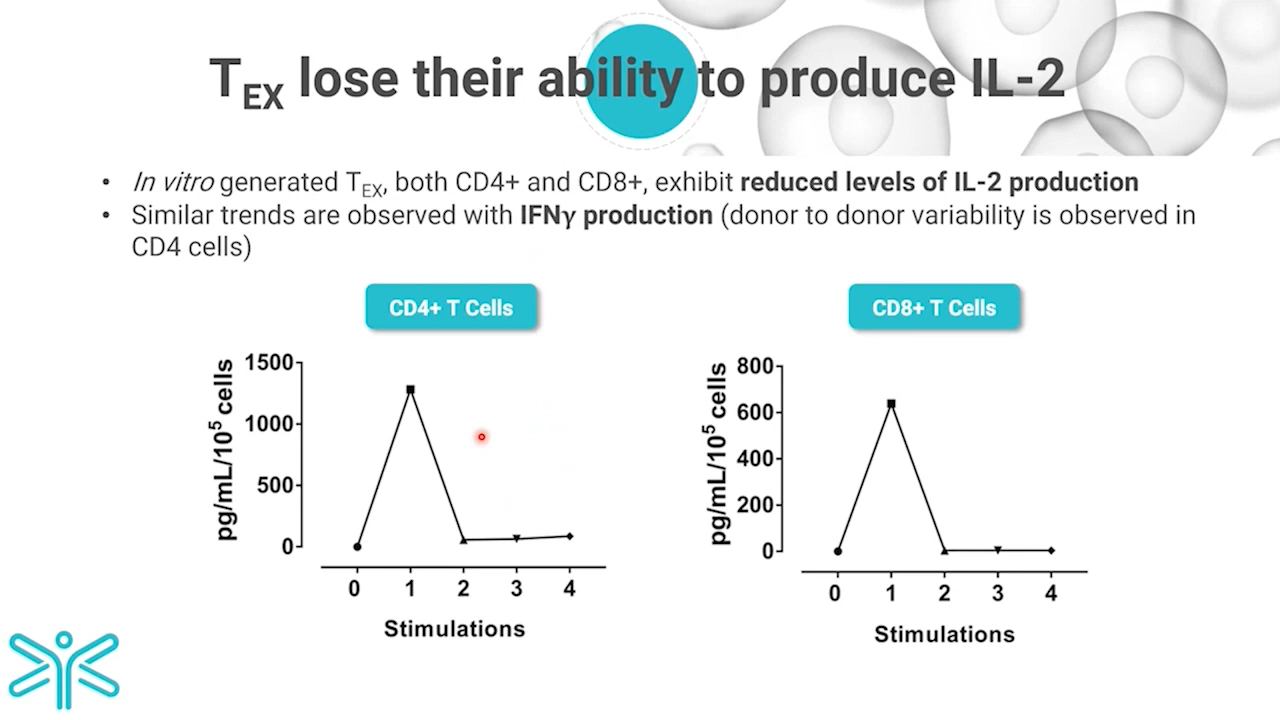 T_EX lose their ability to produce IL-2
• In vitro generated T_EX, both CD4+ and CD8+, exhibit reduced levels of IL-2 production
• Similar trends are observed with IFNγ production (donor to donor variability is observed in
CD4 cells)
CD4+ T Cells
pg/mL/10⁵ cells
1500
1000
500
0
0 1 2 3 4
Stimulations
CD8+ T Cells
pg/mL/10⁵ cells
800
600
400
200
0
0 1 2 3 4
Stimulations